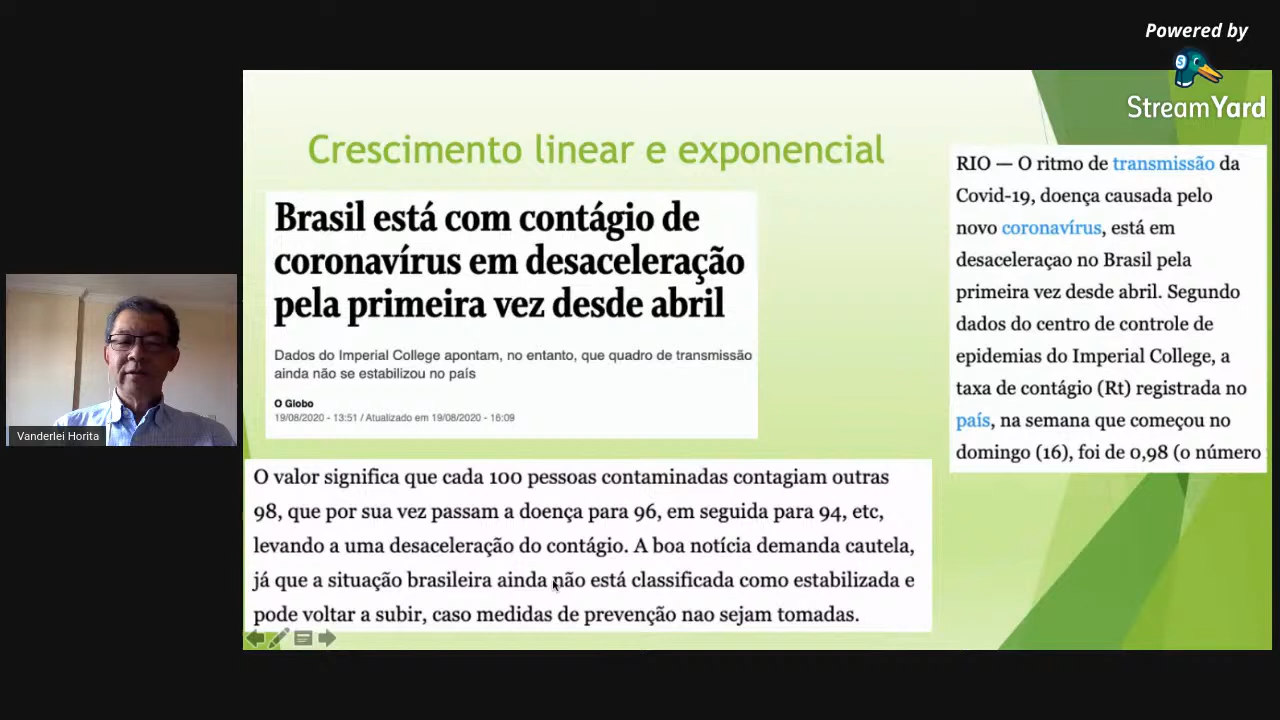 Powered by
StreamYard
Crescimento linear e exponencial
Brasil está com contágio de
coronavírus em desaceleração
pela primeira vez desde abril
Dados do Imperial College apontam, no entanto, que quadro de transmissão
ainda não se estabilizou no país
O Globo
19/08/2020 - 13:51 / Atualizado em 19/08/2020 - 16:09
RIO — O ritmo de transmissão da
Covid-19, doença causada pelo
novo coronavírus, está em
desaceleraçao no Brasil pela
primeira vez desde abril. Segundo
dados do centro de controle de
epidemias do Imperial College, a
taxa de contágio (Rt) registrada no
país, na semana que começou no
domingo (16), foi de 0,98 (o número
O valor significa que cada 100 pessoas contaminadas contagiam outras
98, que por sua vez passam a doença para 96, em seguida para 94, etc,
levando a uma desaceleração do contágio. A boa notícia demanda cautela,
já que a situação brasileira ainda não está classificada como estabilizada e
pode voltar a subir, caso medidas de prevenção nao sejam tomadas.
Vanderlei Horita